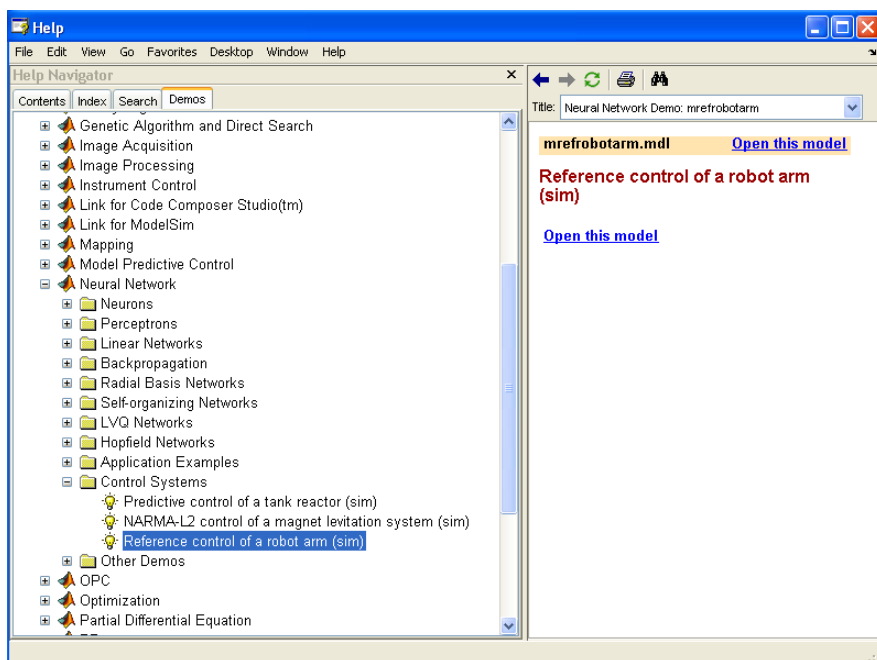 Help
File Edit View Go Favorites Desktop Window Help
Help Navigator
Contents Index Search Demos
Genetic Algorithm and Direct Search
Image Acquisition
Image Processing
Instrument Control
Link for Code Composer Studio(tm)
Link for ModelSim
Mapping
Model Predictive Control
Neural Network
Neurons
Perceptrons
Linear Networks
Backpropagation
Radial Basis Networks
Self-organizing Networks
LVQ Networks
Hopfield Networks
Application Examples
Control Systems
Predictive control of a tank reactor (sim)
NARMA-L2 control of a magnet levitation system (sim)
Reference control of a robot arm (sim)
Other Demos
OPC
Optimization
Partial Differential Equation
Title: Neural Network Demo: mrefrobotarm
mrefrobotarm.mdl Open this model
Reference control of a robot arm
(sim)
Open this model